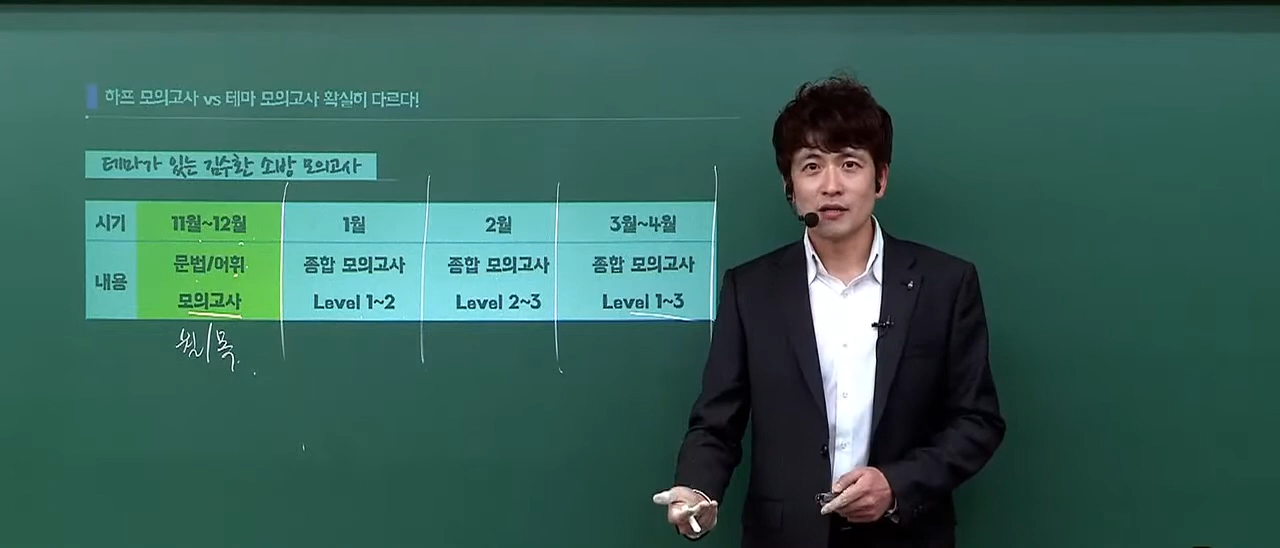 하프 모의고사 vs 테마 모의고사 확실히 다르다!
테마가 있는 김수환 소방 모의고사
시기 11월~12월 1월 2월 3월~4월
내용 문법/어휘 종합 모의고사 종합 모의고사 종합 모의고사
모의고사 Level 1~2 Level 2~3 Level 1~3
월/목